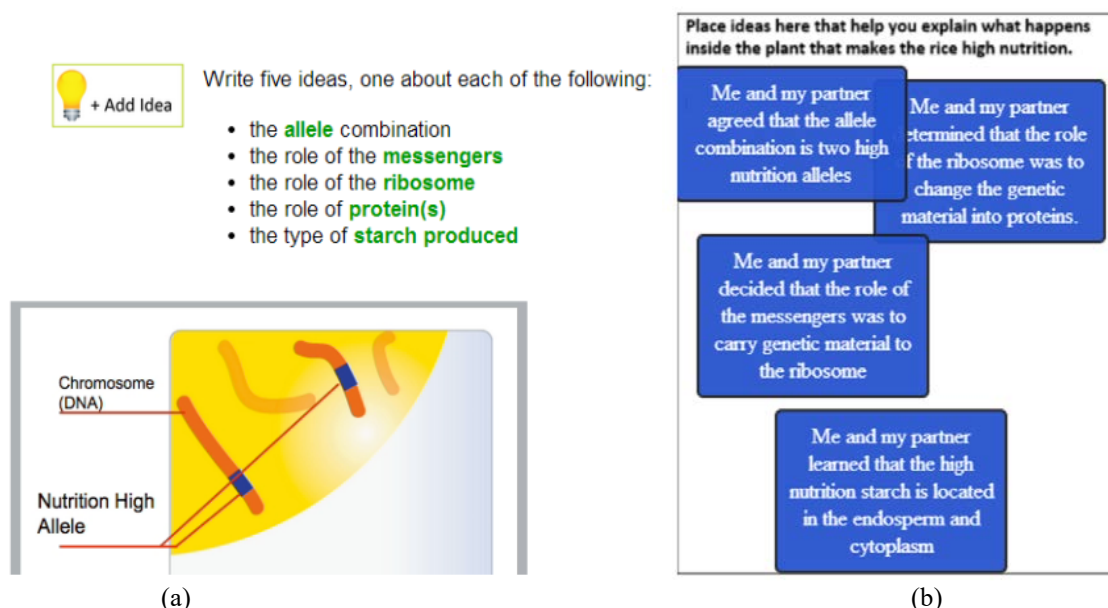 + Add Idea
Write five ideas, one about each of the following:
• the allele combination
• the role of the messengers
• the role of the ribosome
• the role of protein(s)
• the type of starch produced
Chromosome
(DNA)
Nutrition High
Allele
(a)
Place ideas here that help you explain what happens
inside the plant that makes the rice high nutrition.
Me and my partner
agreed that the allele
combination is two high
nutrition alleles
Me and my partner
determined that the role
of the ribosome was to
change the genetic
material into proteins.
Me and my partner
decided that the role of
the messengers was to
carry genetic material to
the ribosome
Me and my partner
learned that the high
nutrition starch is located
in the endosperm and
cytoplasm
(b)